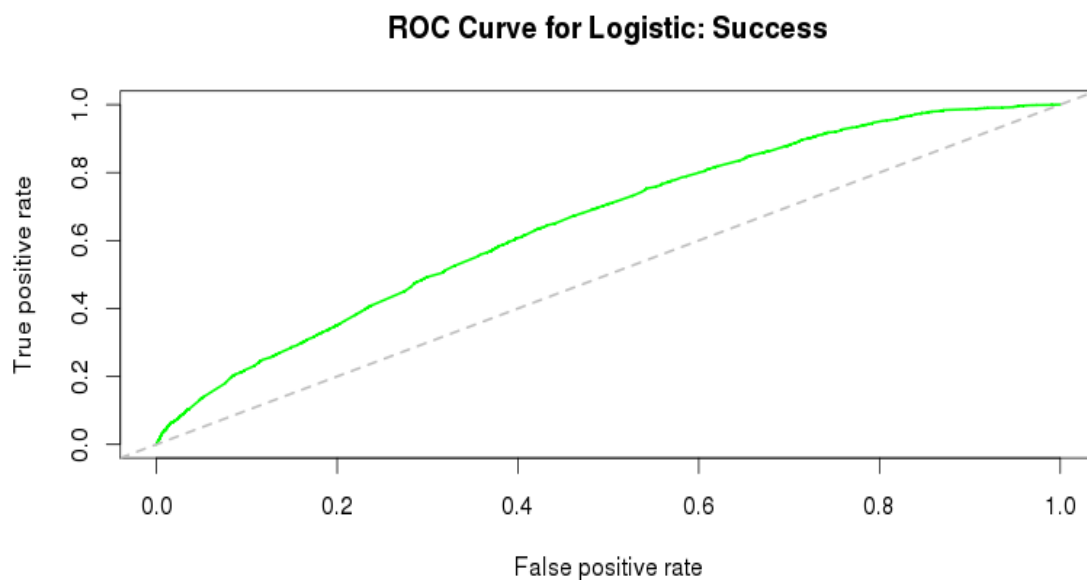 ROC Curve for Logistic: Success
True positive rate
1.0
0.8
0.6
0.4
0.2
0.0
0.0 0.2 0.4 0.6 0.8 1.0
False positive rate